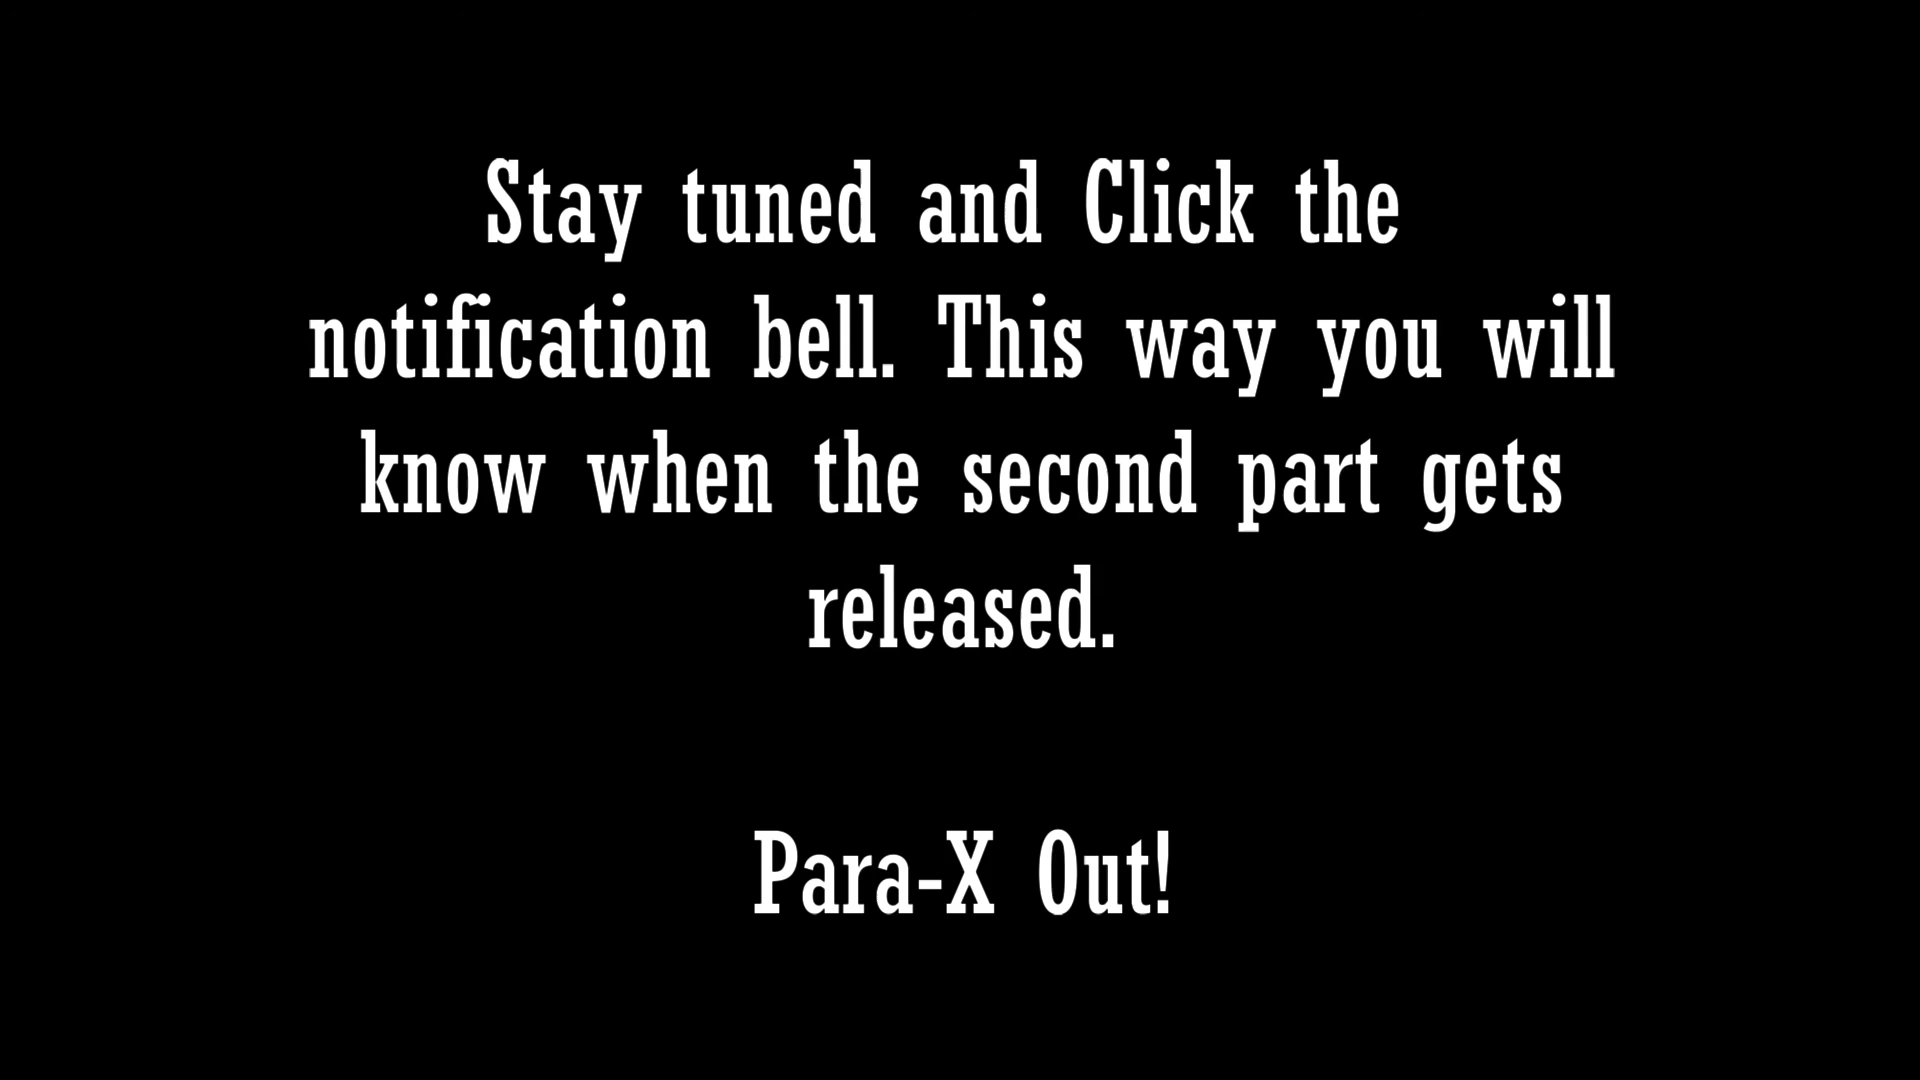 Stay tuned and Click the
notification bell. This way you will
know when the second part gets
released.
Para-X Out!